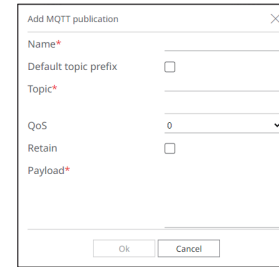 Add MQTT publication
Name*
Default topic prefix
Topic*
QoS 0
Retain
Payload*
Ok Cancel